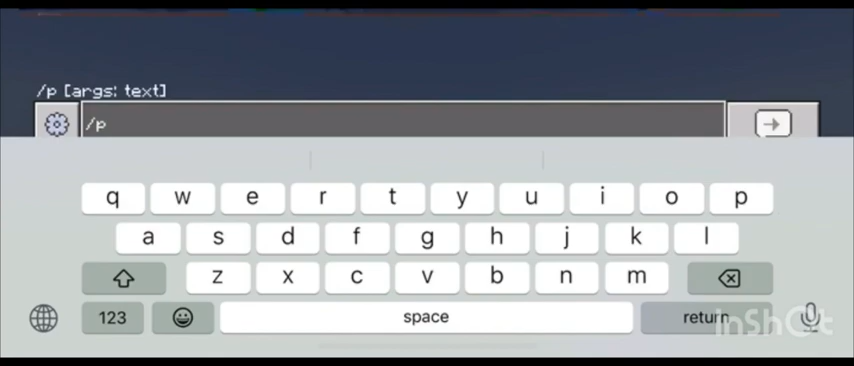 /p [args: text]
/p
q w e r t y u i o p
a s d f g h j k l
z x c v b n m
123 space return
InShOt